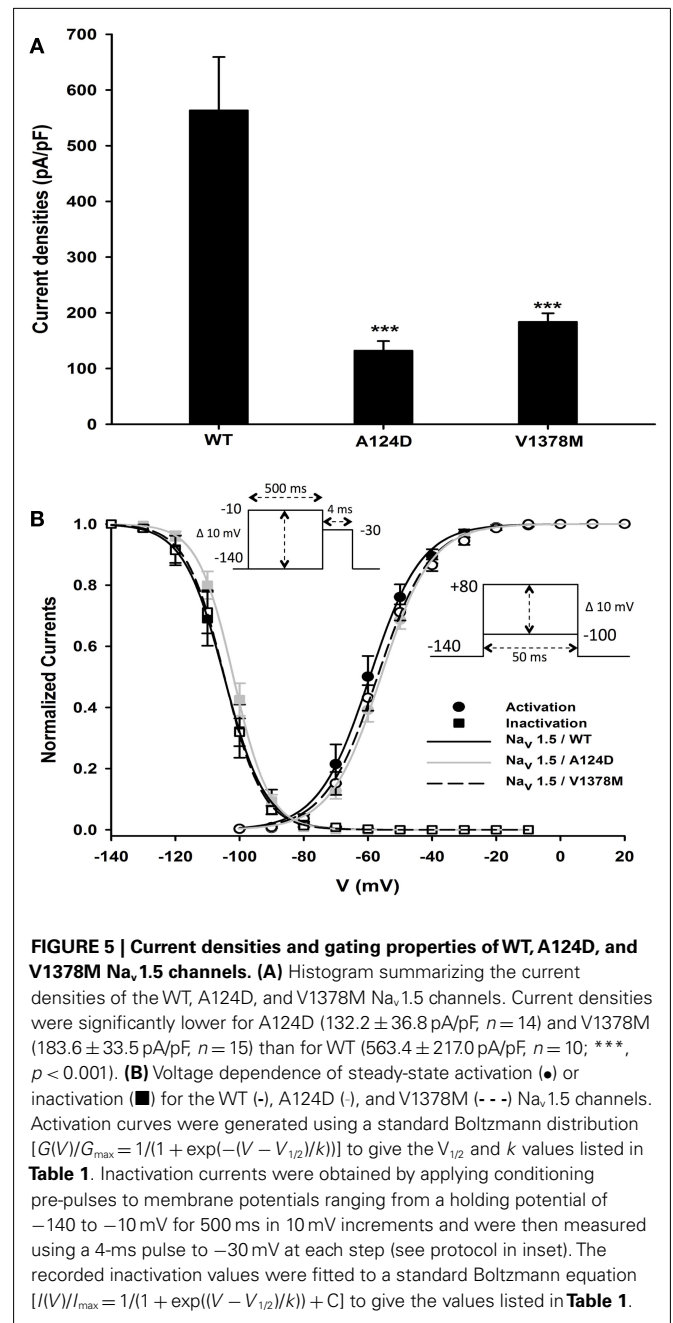 A
700
600
500
400
300
200
100
0
Current densities (pA/pF)
***
***
WT
A124D
V1378M
B
500 ms
4 ms
-10
Δ 10 mV
-140
-30
+80
Δ 10 mV
-140
-100
50 ms
1.0
0.8
0.6
0.4
0.2
0.0
Normalized Currents
Activation
Inactivation
Nav 1.5 / WT
Nav 1.5 / A124D
Nav 1.5 / V1378M
-140 -120 -100 -80 -60 -40 -20 0 20
V (mV)
FIGURE 5 | Current densities and gating properties of WT, A124D, and
V1378M Nav1.5 channels. (A) Histogram summarizing the current
densities of the WT, A124D, and V1378M Nav1.5 channels. Current densities
were significantly lower for A124D (132.2 ± 36.8 pA/pF, n = 14) and V1378M
(183.6 ± 33.5 pA/pF, n = 15) than for WT (563.4 ± 217.0 pA/pF, n = 10; ***,
p < 0.001). (B) Voltage dependence of steady-state activation (●) or
inactivation (■) for the WT (-), A124D (-), and V1378M (- - -) Nav1.5 channels.
Activation curves were generated using a standard Boltzmann distribution
[G(V)/Gmax = 1/(1 + exp(−(V − V1/2)/k))] to give the V1/2 and k values listed in
Table 1. Inactivation currents were obtained by applying conditioning
pre-pulses to membrane potentials ranging from a holding potential of
−140 to −10 mV for 500 ms in 10 mV increments and were then measured
using a 4-ms pulse to −30 mV at each step (see protocol in inset). The
recorded inactivation values were fitted to a standard Boltzmann equation
[I(V)/Imax = 1/(1 + exp((V − V1/2)/k)) + C] to give the values listed in Table 1.